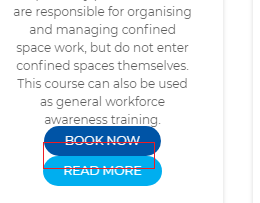 are responsible for organising
and managing confined
space work, but do not enter
confined spaces themselves.
This course can also be used
as general workforce
awareness training.
BOOK NOW
READ MORE